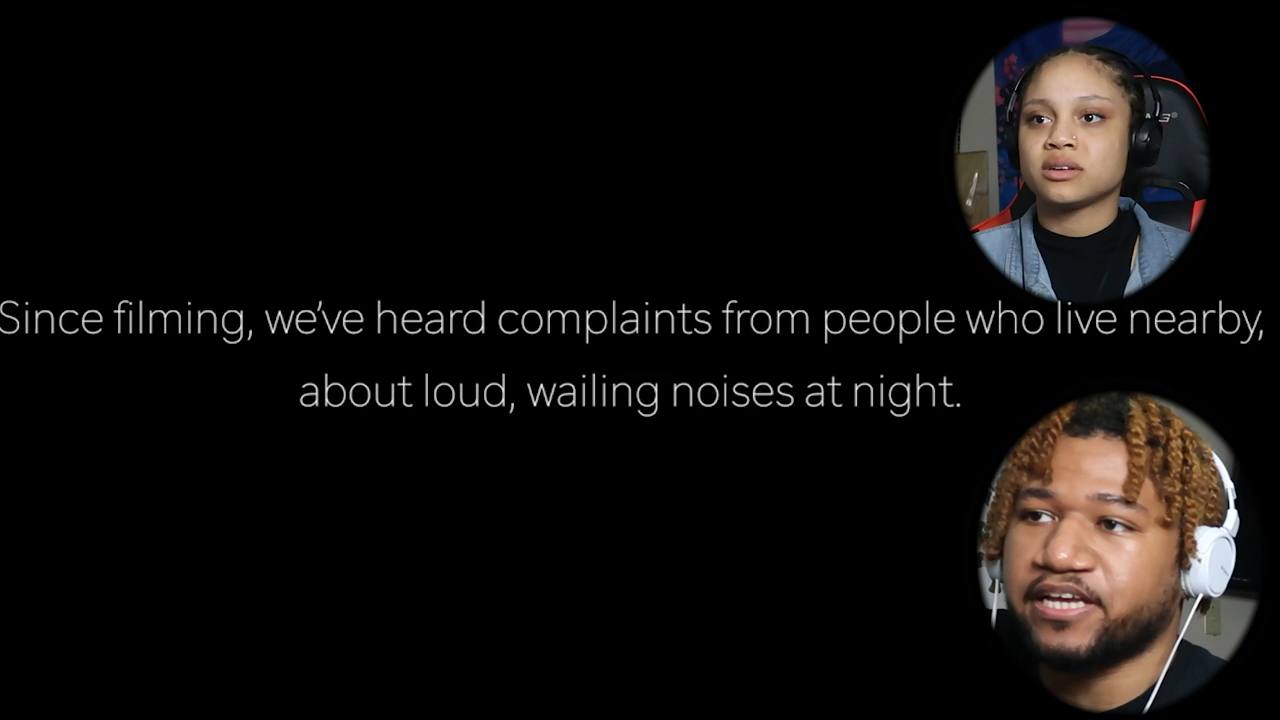 Since filming, we’ve heard complaints from people who live nearby,
about loud, wailing noises at night.